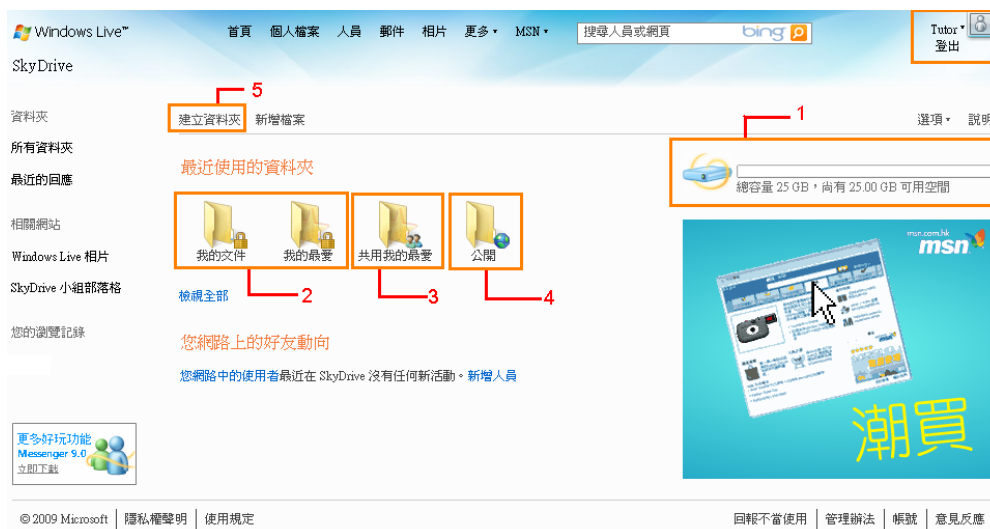 Windows Live™ 首頁 個人檔案 人員 郵件 相片 更多 MSN 搜尋人員或網頁 bing Tutor
登出
SkyDrive
5
1
資料夾
建立資料夾 新增檔案 選項 說明
所有資料夾
最近的回應
最近使用的資料夾
總容量 25 GB，尚有 25.00 GB 可用空間
相關網站
Windows Live 相片
SkyDrive 小組部落格
您的瀏覽記錄
我的文件 我的最愛 共用我的最愛 公開
檢視全部 2 3 4
您網路上的好友動向
您網路中的使用者最近在 SkyDrive 沒有任何新活動。新增人員
msn.com.hk
msn
潮買
更多好玩功能
Messenger 9.0
立即下載
© 2009 Microsoft 隱私權聲明 使用規定 回報不當使用 管理辦法 帳號 意見反應